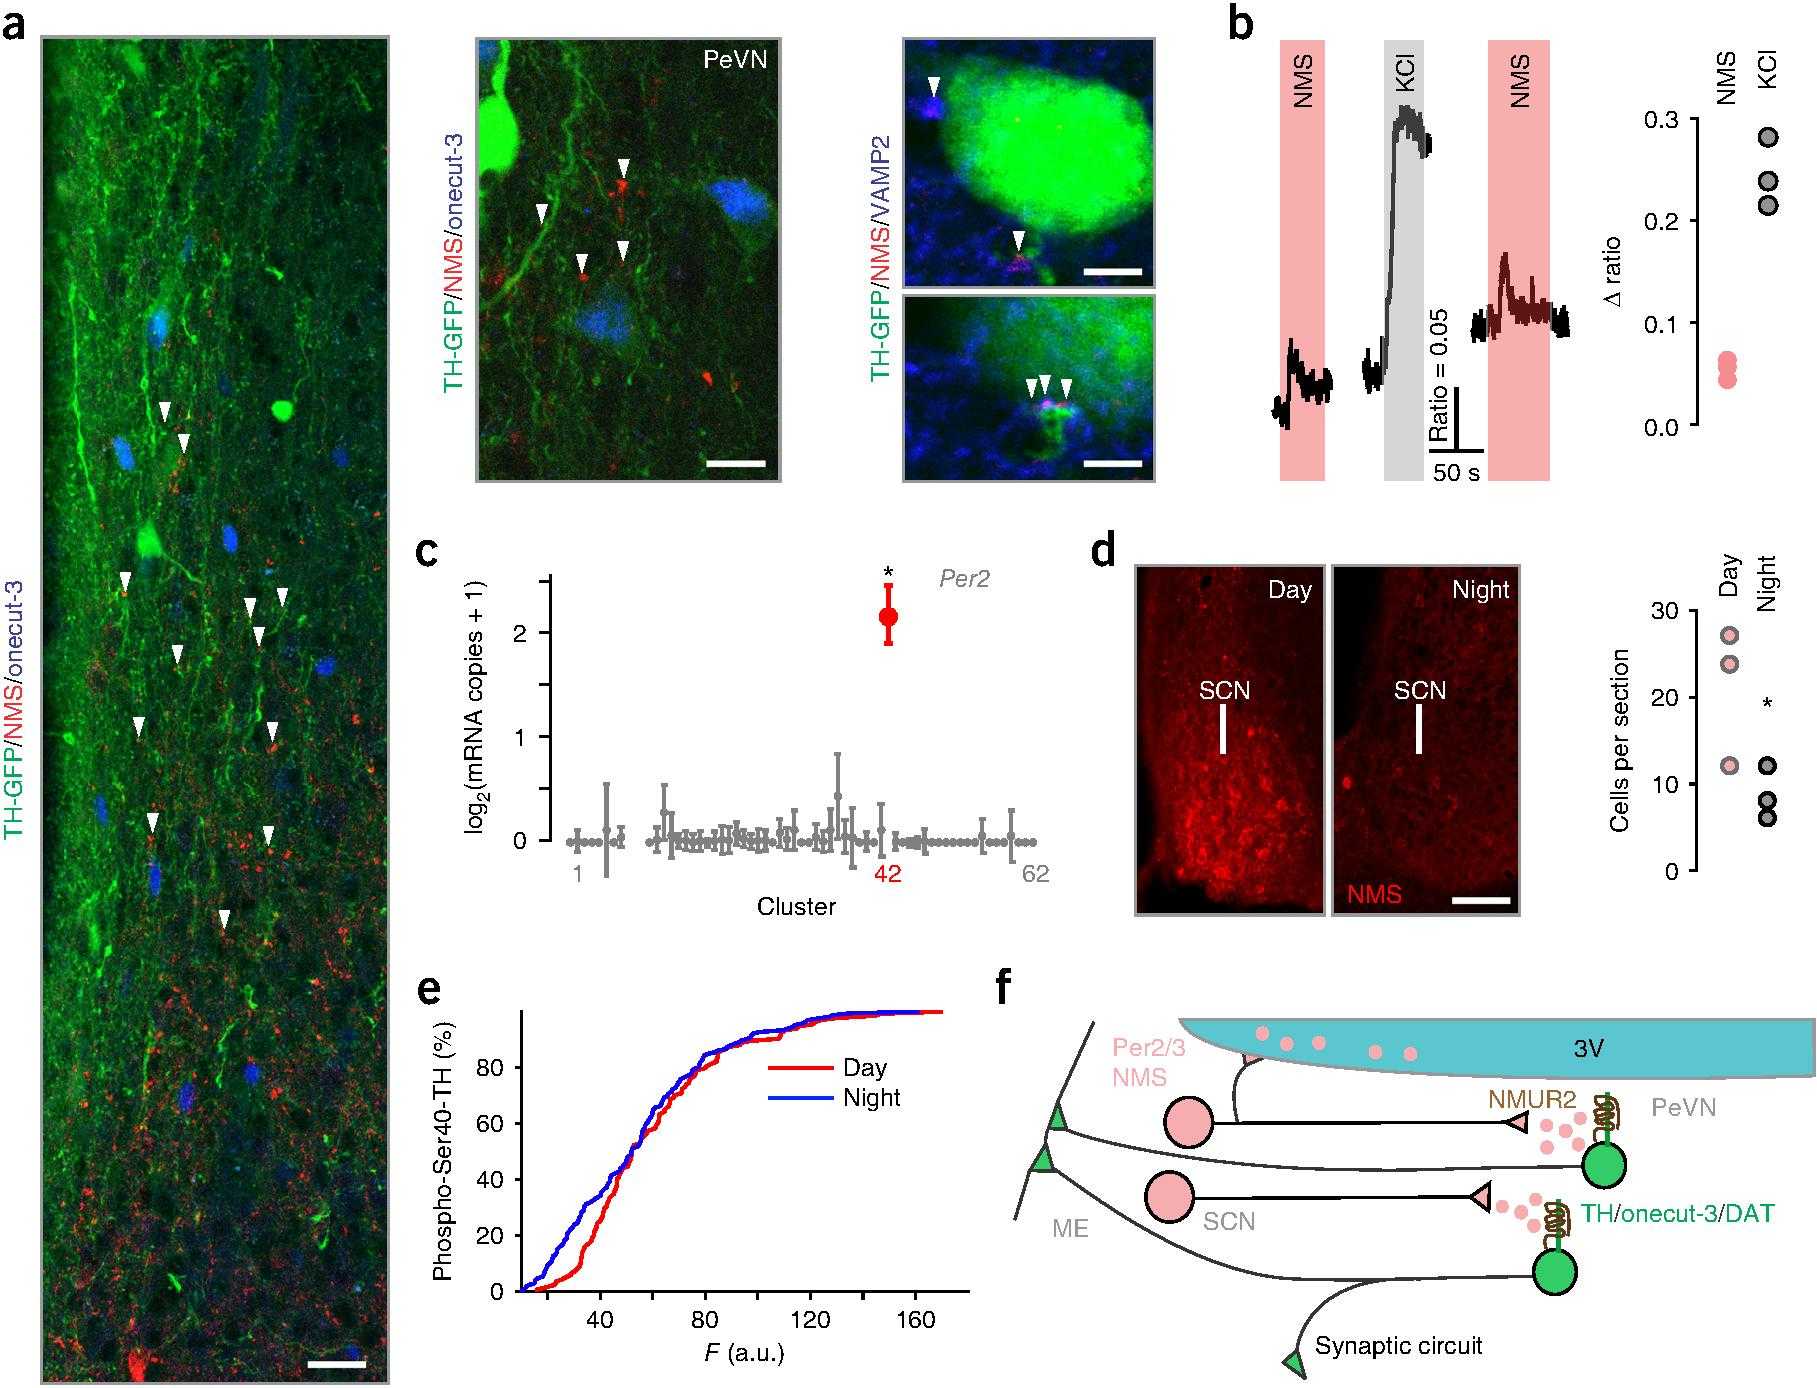 a
TH-GFP/NMS/onecut-3
TH-GFP/NMS/onecut-3
PeVN
TH-GFP/NMS/VAMP2
b
NMS
KCl
NMS
Ratio = 0.05
50 s
NMS
KCl
Δ ratio
0.3
0.2
0.1
0.0
c
log2(mRNA copies + 1)
2
1
0
*
Per2
1
42
62
Cluster
d
Day
SCN
Night
SCN
NMS
Day
Night
Cells per section
30
20
10
0
*
e
Phospho-Ser40-TH (%)
80
60
40
20
0
Day
Night
40
80
120
160
F (a.u.)
f
Per2/3
NMS
3V
NMUR2
PeVN
ME
SCN
TH/onecut-3/DAT
Synaptic circuit